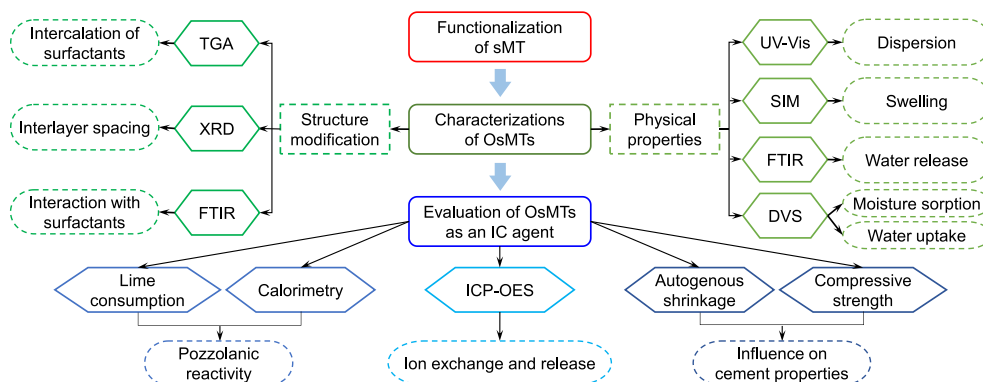 Functionalization
of sMT
Intercalation of
surfactants
TGA
UV-Vis
Dispersion
SIM
Swelling
Interlayer spacing
XRD
Structure
modification
Characterizations
of OsMTs
Physical
properties
FTIR
Water release
Interaction with
surfactants
FTIR
DVS
Moisture sorption
Water uptake
Evaluation of OsMTs
as an IC agent
Lime
consumption
Calorimetry
ICP-OES
Autogenous
shrinkage
Compressive
strength
Pozzolanic
reactivity
Ion exchange and release
Influence on
cement properties